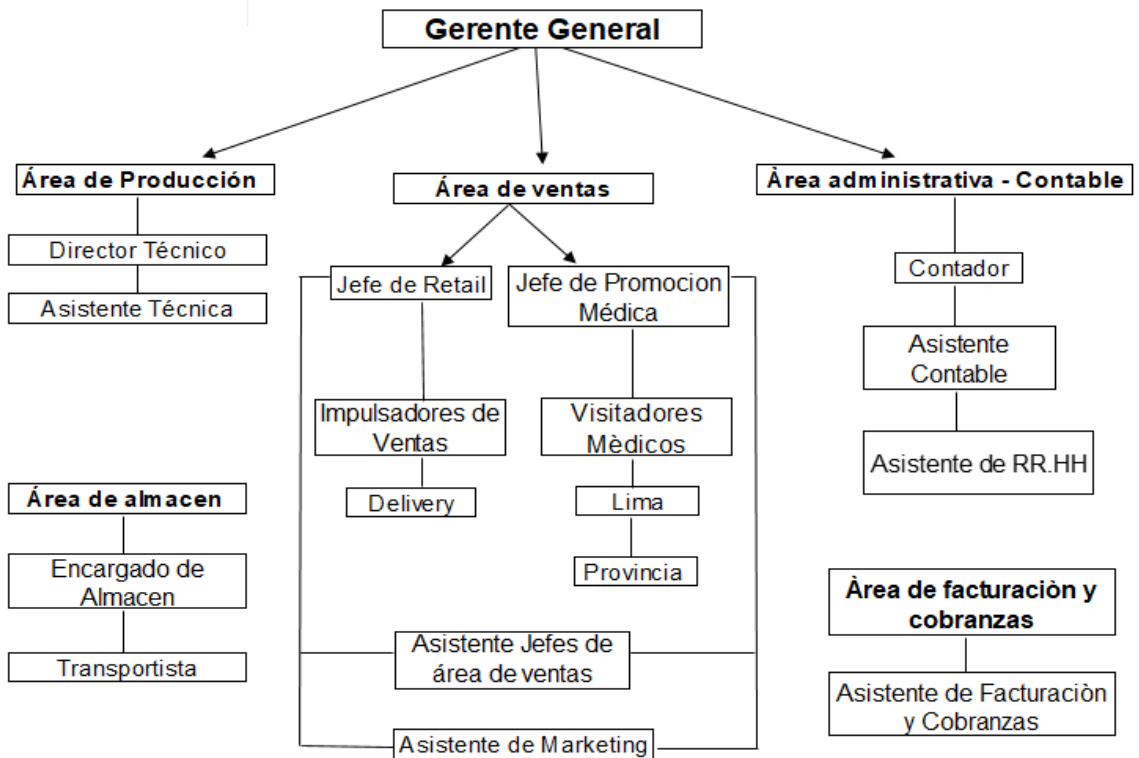 Gerente General
Área de Producción
Director Técnico
Asistente Técnica
Área de almacen
Encargado de
Almacen
Transportista
Área de ventas
Jefe de Retail
Impulsadores de
Ventas
Delivery
Jefe de Promocion
Médica
Visitadores
Mèdicos
Lima
Provincia
Asistente Jefes de
área de ventas
Asistente de Marketing
Àrea administrativa - Contable
Contador
Asistente
Contable
Asistente de RR.HH
Àrea de facturaciòn y
cobranzas
Asistente de Facturaciòn
y Cobranzas